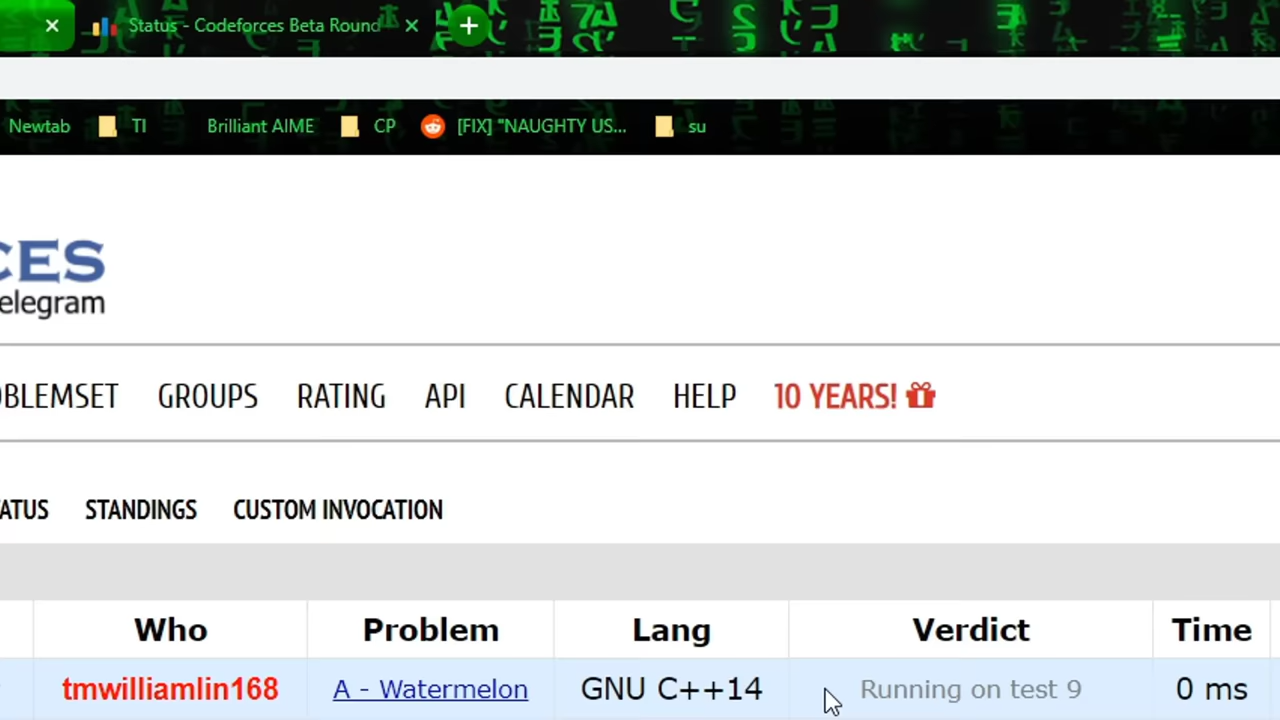 Status - Codeforces Beta Round
Newtab TI Brilliant AIME CP [FIX] "NAUGHTY US... su
CES
elegram
OBLEMSET GROUPS RATING API CALENDAR HELP 10 YEARS!
TATUS STANDINGS CUSTOM INVOCATION
Who Problem Lang Verdict Time
tmwilliamlin168 A - Watermelon GNU C++14 Running on test 9 0 ms